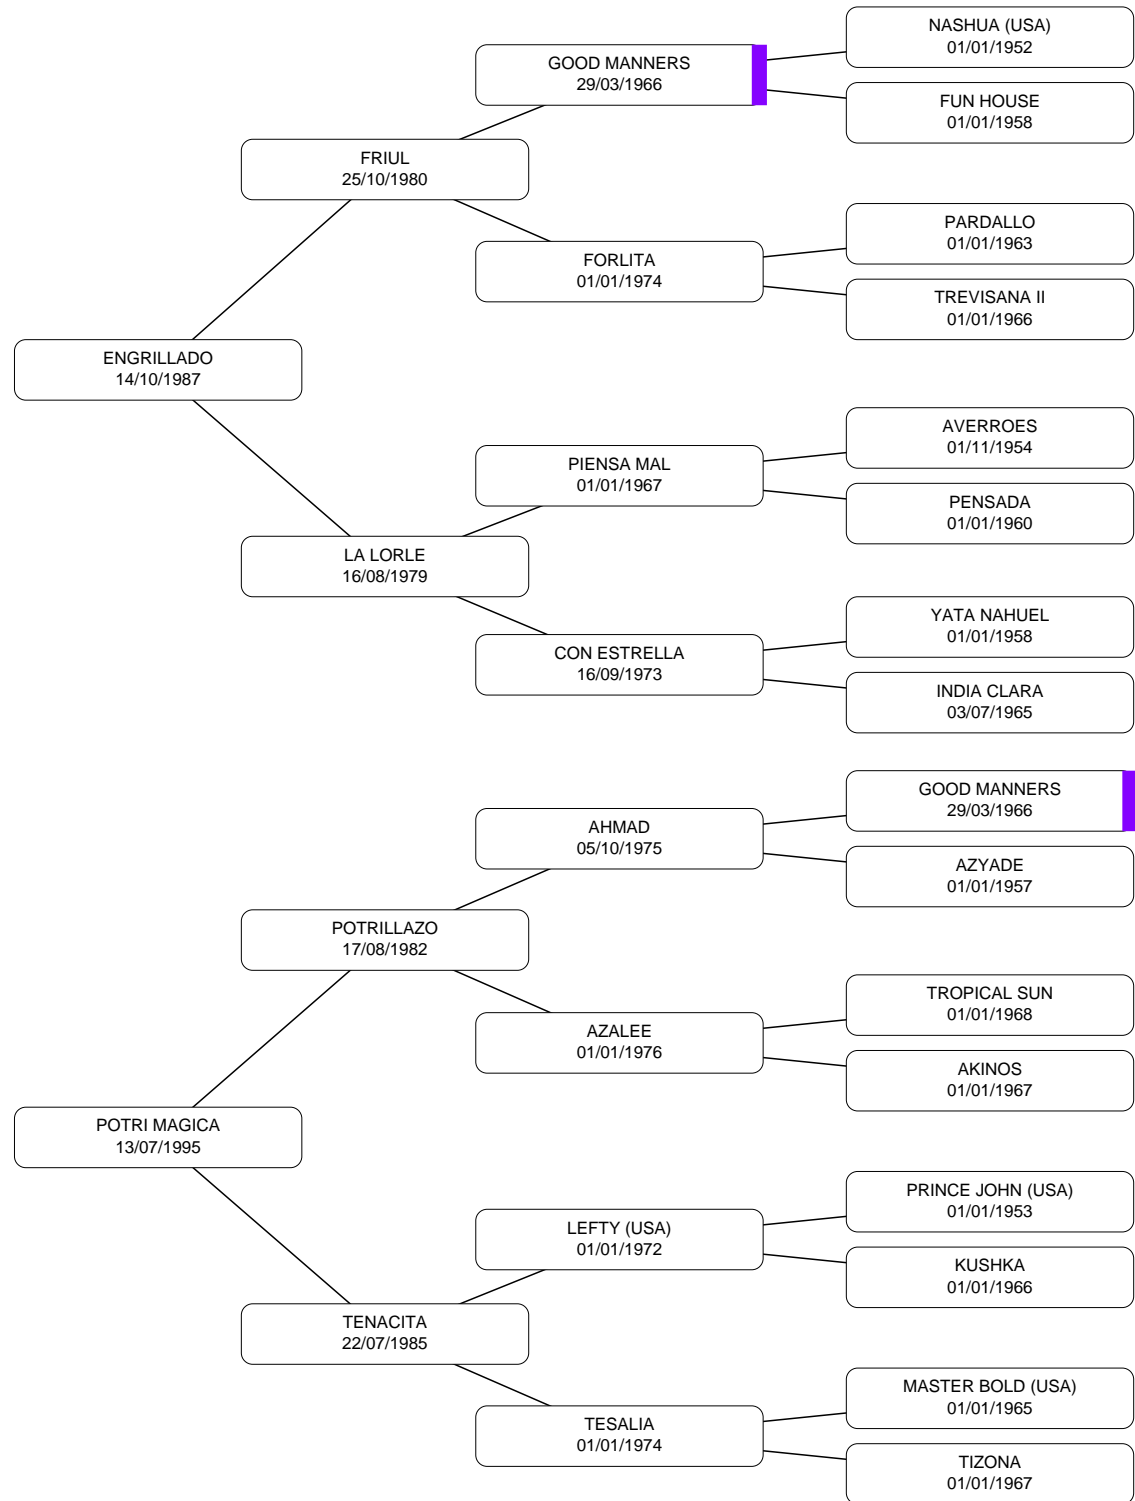 NASHUA (USA)
01/01/1952
GOOD MANNERS
29/03/1966
FUN HOUSE
01/01/1958
FRIUL
25/10/1980
PARDALLO
01/01/1963
FORLITA
01/01/1974
TREVISANA II
01/01/1966
ENGRILLADO
14/10/1987
AVERROES
01/11/1954
PIENSA MAL
01/01/1967
PENSADA
01/01/1960
LA LORLE
16/08/1979
YATA NAHUEL
01/01/1958
CON ESTRELLA
16/09/1973
INDIA CLARA
03/07/1965
GOOD MANNERS
29/03/1966
AHMAD
05/10/1975
AZYADE
01/01/1957
POTRILLAZO
17/08/1982
TROPICAL SUN
01/01/1968
AZALEE
01/01/1976
AKINOS
01/01/1967
POTRI MAGICA
13/07/1995
PRINCE JOHN (USA)
01/01/1953
LEFTY (USA)
01/01/1972
KUSHKA
01/01/1966
TENACITA
22/07/1985
MASTER BOLD (USA)
01/01/1965
TESALIA
01/01/1974
TIZONA
01/01/1967